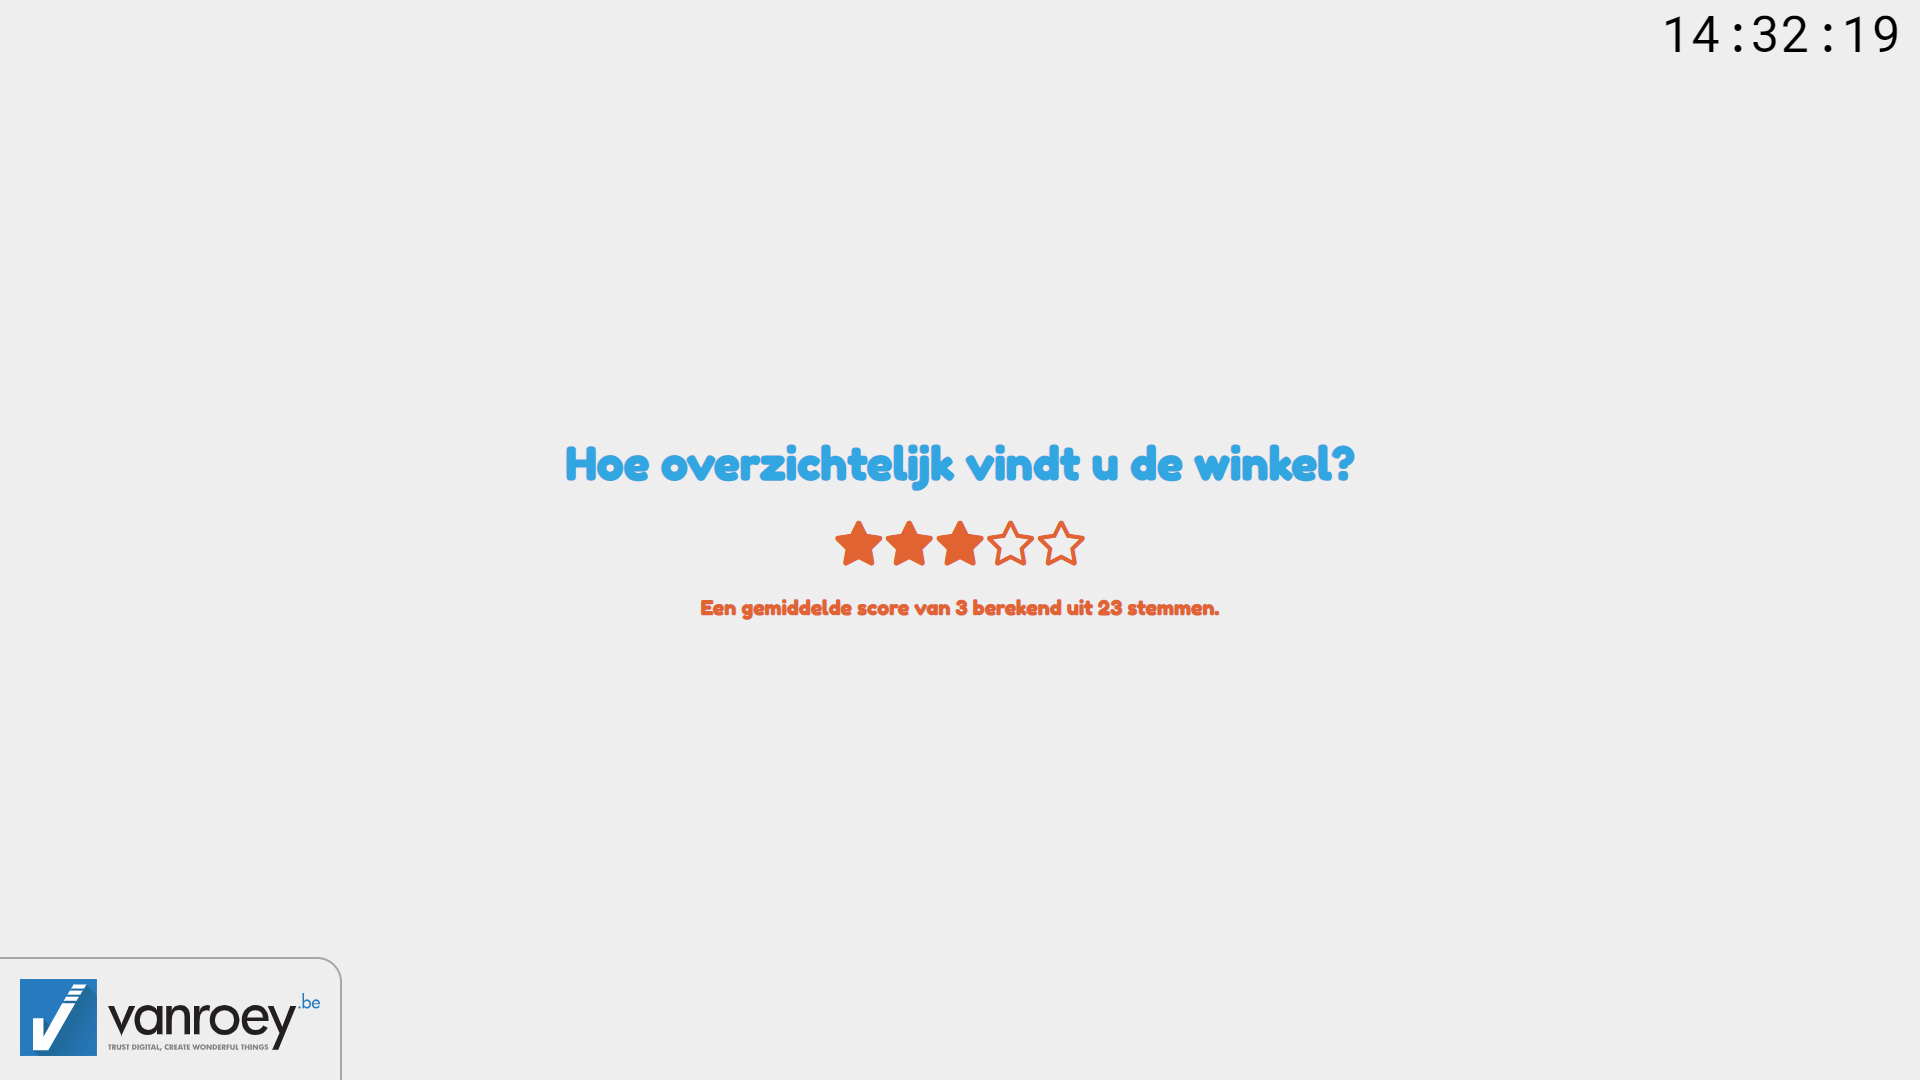 14:32:19
Hoe overzichtelijk vindt u de winkel?
Een gemiddelde score van 3 berekend uit 23 stemmen.
vanroey.be
TRUST DIGITAL, CREATE WONDERFUL THINGS